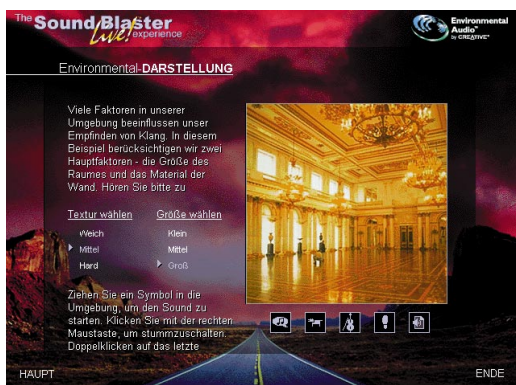 The Sound Blaster
Live! experience
Environmental
Audio™
by CREATIVE®
Environmental-DARSTELLUNG
Viele Faktoren in unserer
Umgebung beeinflussen unser
Empfinden von Klang. In diesem
Beispiel berücksichtigen wir zwei
Hauptfaktoren - die Größe des
Raumes und das Material der
Wand. Hören Sie bitte zu
Textur wählen Größe wählen
Weich Klein
Mittel Mittel
Hard Groß
Ziehen Sie ein Symbol in die
Umgebung, um den Sound zu
starten. Klicken Sie mit der rechten
Maustaste, um stummzuschalten.
Doppelklicken auf das letzte
HAUPT ENDE